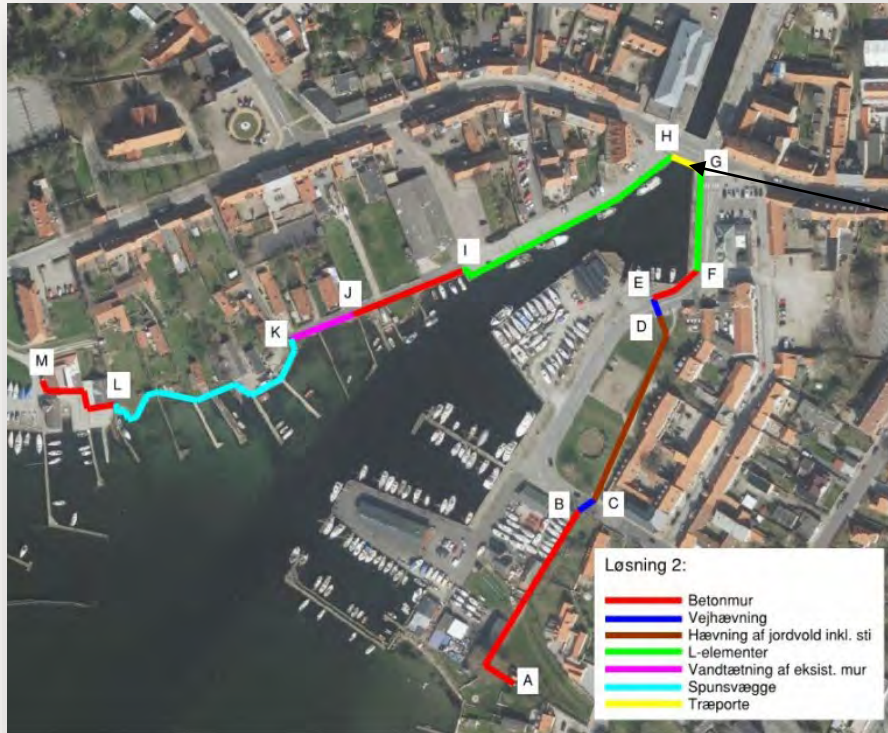 H
G
I
F
E
J
D
K
M
L
B
C
A
Løsning 2:
Betonmur
Vejhævning
Hævning af jordvold inkl. sti
L-elementer
Vandtætning af eksist. mur
Spunsvægge
Træporte